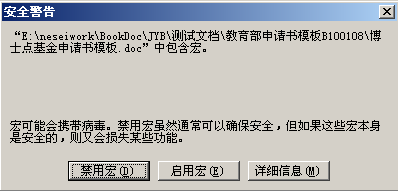 安全警告
“E:\neseiwork\BookDoc\JYB\测试文档\教育部申请书模板B100108\博
士点基金申请书模板.doc”中包含宏。
宏可能会携带病毒。禁用宏虽然通常可以确保安全，但如果这些宏本身
是安全的，则又会损失某些功能。
禁用宏(D) 启用宏(E) 详细信息(M)